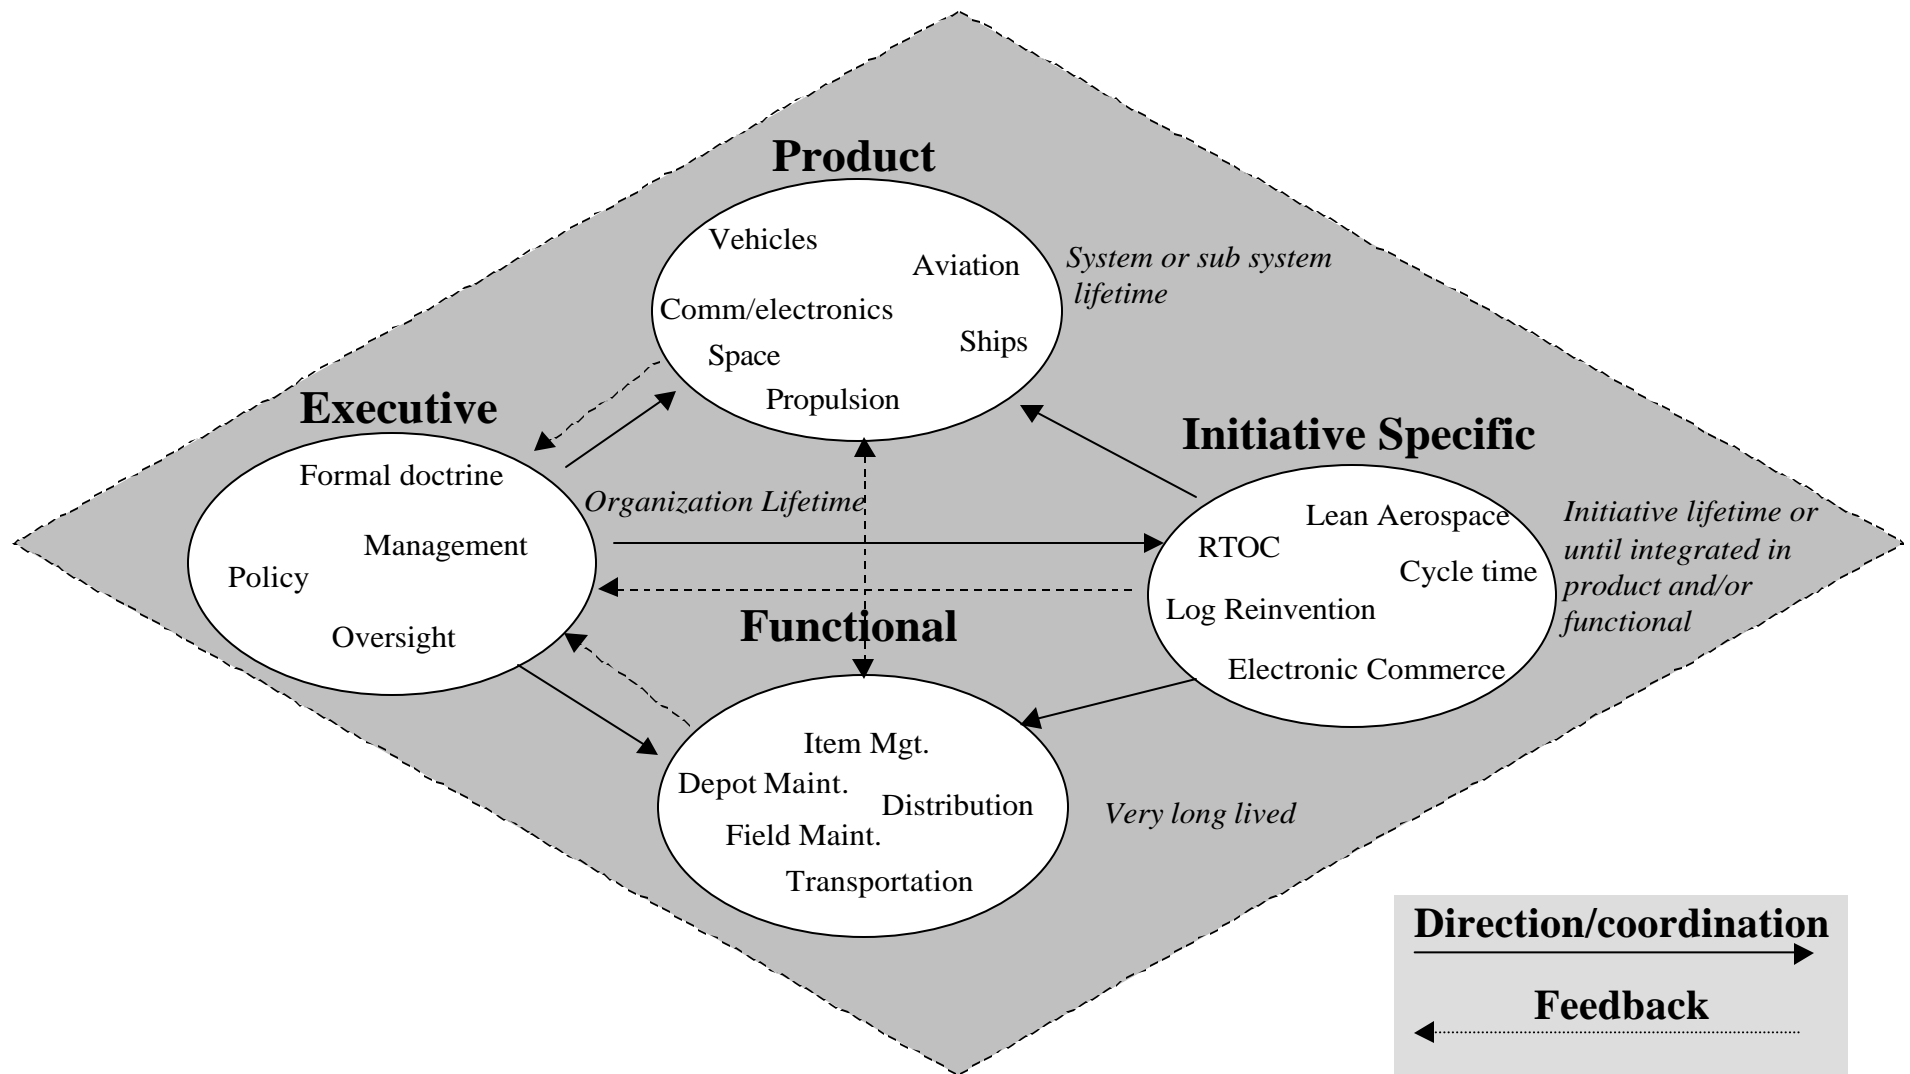 Product
Vehicles
Aviation
Comm/electronics
Ships
Space
Propulsion
System or sub system
lifetime
Executive
Formal doctrine
Management
Policy
Oversight
Organization Lifetime
Initiative Specific
Lean Aerospace
RTOC
Cycle time
Log Reinvention
Electronic Commerce
Initiative lifetime or
until integrated in
product and/or
functional
Functional
Item Mgt.
Depot Maint.
Distribution
Field Maint.
Transportation
Very long lived
Direction/coordination
Feedback